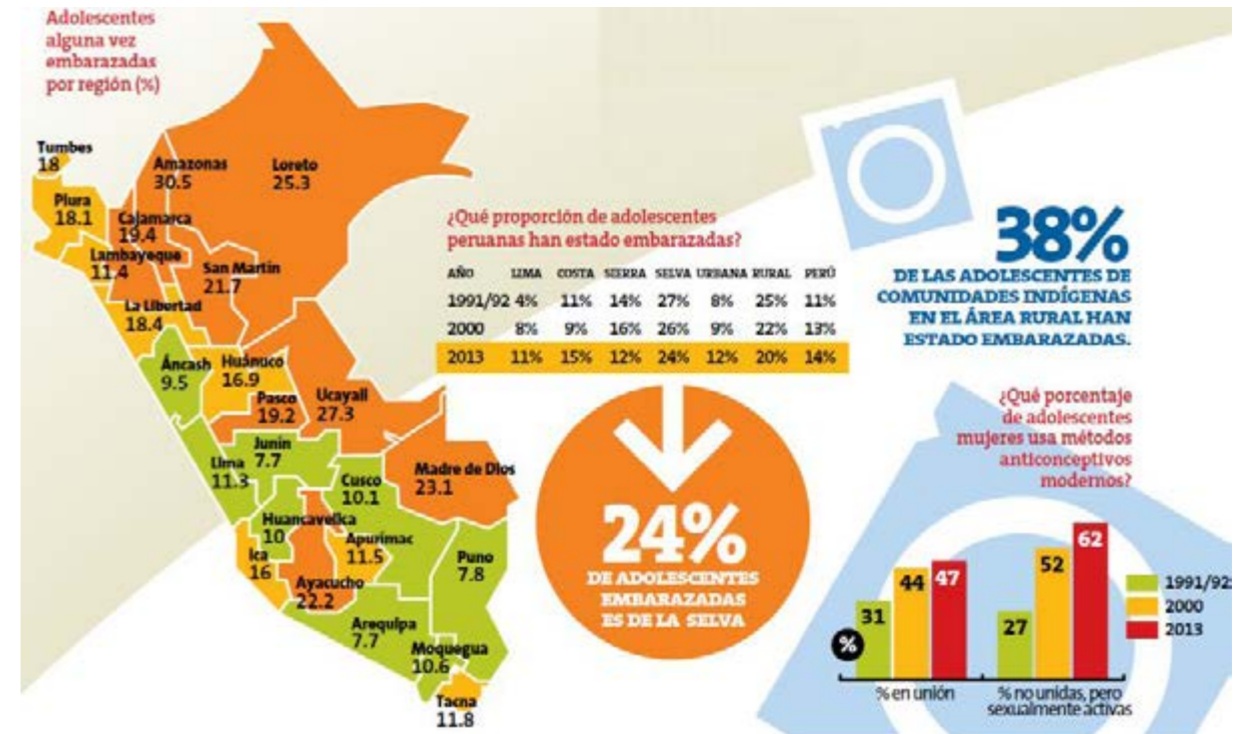 Adolescentes
alguna vez
embarazadas
por región (%)
Tumbes
18
Piura
18.1
Amazonas
30.5
Loreto
25.3
Cajamarca
19.4
Lambayeque
11.4
San Martín
21.7
La Libertad
18.4
Áncash
9.5
Huánuco
16.9
Pasco
19.2
Ucayali
27.3
Junín
7.7
Lima
11.3
Cusco
10.1
Madre de Dios
23.1
Huancavelica
10
Apurímac
11.5
Ica
16
Ayacucho
22.2
Puno
7.8
Arequipa
7.7
Moquegua
10.6
Tacna
11.8
¿Qué proporción de adolescentes
peruanas han estado embarazadas?
AÑO LIMA COSTA SIERRA SELVA URBANA RURAL PERÚ
1991/92 4% 11% 14% 27% 8% 25% 11%
2000 8% 9% 16% 26% 9% 22% 13%
2013 11% 15% 12% 24% 12% 20% 14%
24%
DE ADOLESCENTES
EMBARAZADAS
ES DE LA SELVA
38%
DE LAS ADOLESCENTES DE
COMUNIDADES INDÍGENAS
EN EL ÁREA RURAL HAN
ESTADO EMBARAZADAS.
¿Qué porcentaje
de adolescentes
mujeres usa métodos
anticonceptivos
modernos?
31
44
47
27
52
62
%
1991/92
2000
2013
% en unión
% no unidas, pero
sexualmente activas